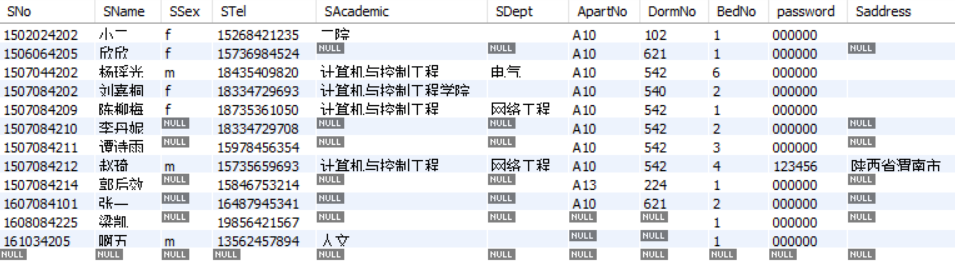 SNo SName SSex STel SAcademic SDept ApartNo DormNo BedNo password Saddress
1502024202 小二 f 15268421235 二院 A10 102 1 000000
1506064205 欣欣 f 15736984524 NULL NULL A10 621 1 000000 NULL
1507044202 杨瑶光 m 18435409820 计算机与控制工程 电气 A10 542 6 000000
1507084202 刘嘉桐 f 18334729693 计算机与控制工程学院 A10 540 2 000000
1507084209 陈柳梅 f 18735361050 计算机与控制工程 网络工程 A10 542 1 000000
1507084210 李丹妮 NULL 18334729708 NULL NULL A10 542 2 000000 NULL
1507084211 谭诗雨 NULL 15978456354 NULL NULL A10 542 3 000000 NULL
1507084212 赵琦 m 15735659693 计算机与控制工程 网络工程 A10 542 4 123456 陕西省渭南市
1507084214 NULL 15846753214 NULL NULL A13 224 1 000000 NULL
1607084101 张一 NULL 16487945341 NULL NULL A10 621 2 000000 NULL
1608084225 梁凯 NULL 19856421567 NULL NULL NULL NULL 1 000000 NULL
161034205 啊五 m 13562457894 人文 NULL NULL 1 000000
NULL NULL NULL NULL NULL NULL NULL NULL NULL NULL NULL